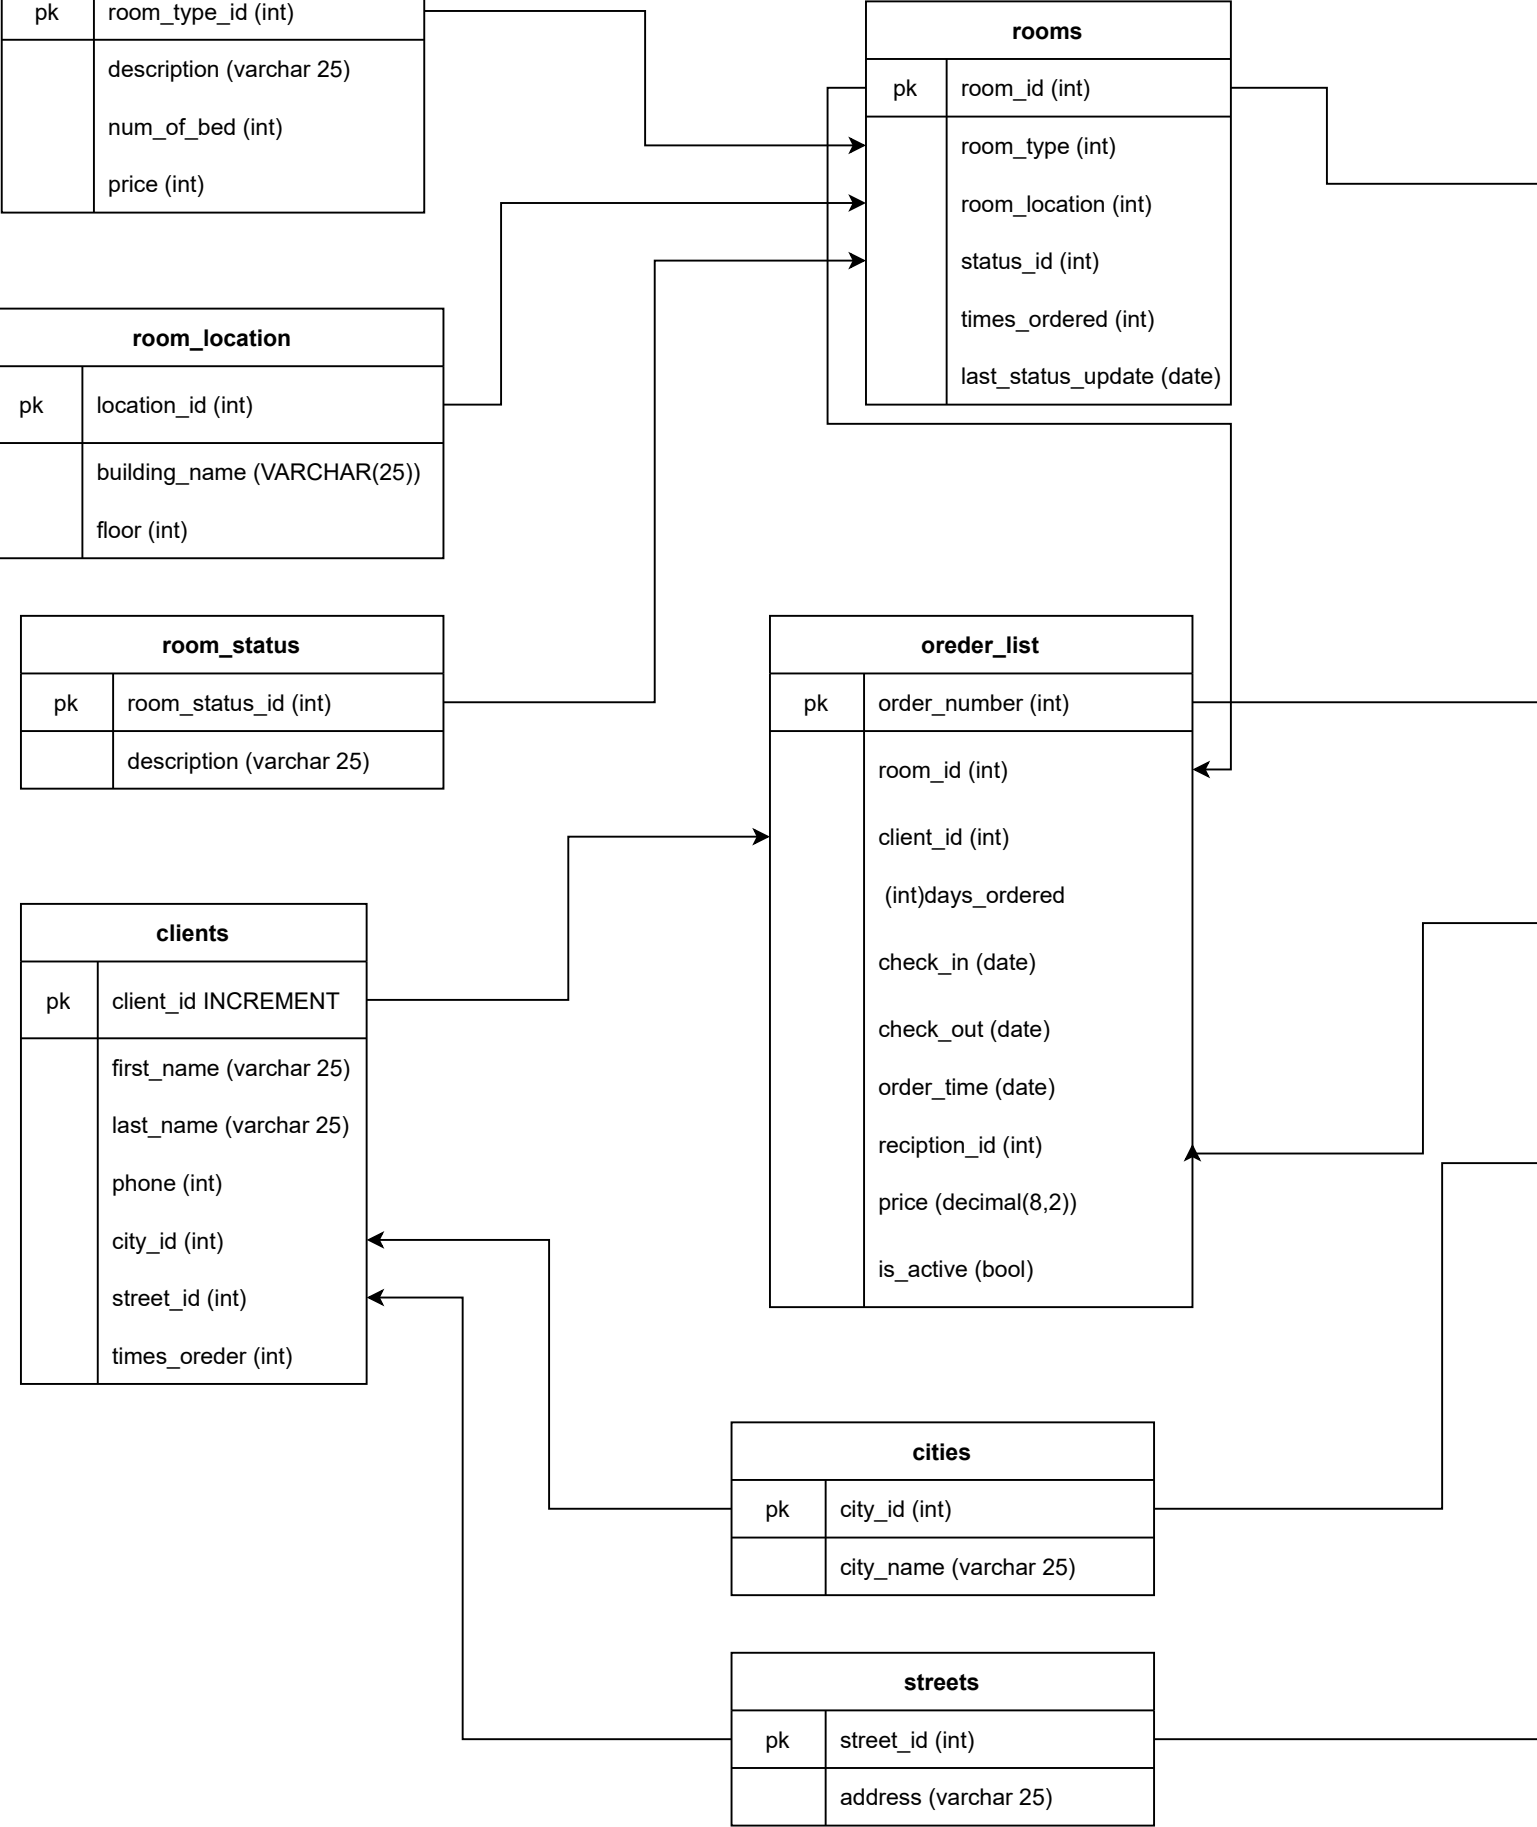 pk room_type_id (int)
description (varchar 25)
num_of_bed (int)
price (int)
rooms
pk room_id (int)
room_type (int)
room_location (int)
status_id (int)
times_ordered (int)
last_status_update (date)
room_location
pk location_id (int)
building_name (VARCHAR(25))
floor (int)
room_status
pk room_status_id (int)
description (varchar 25)
oreder_list
pk order_number (int)
room_id (int)
client_id (int)
(int)days_ordered
check_in (date)
check_out (date)
order_time (date)
reciption_id (int)
price (decimal(8,2))
is_active (bool)
clients
pk client_id INCREMENT
first_name (varchar 25)
last_name (varchar 25)
phone (int)
city_id (int)
street_id (int)
times_oreder (int)
cities
pk city_id (int)
city_name (varchar 25)
streets
pk street_id (int)
address (varchar 25)